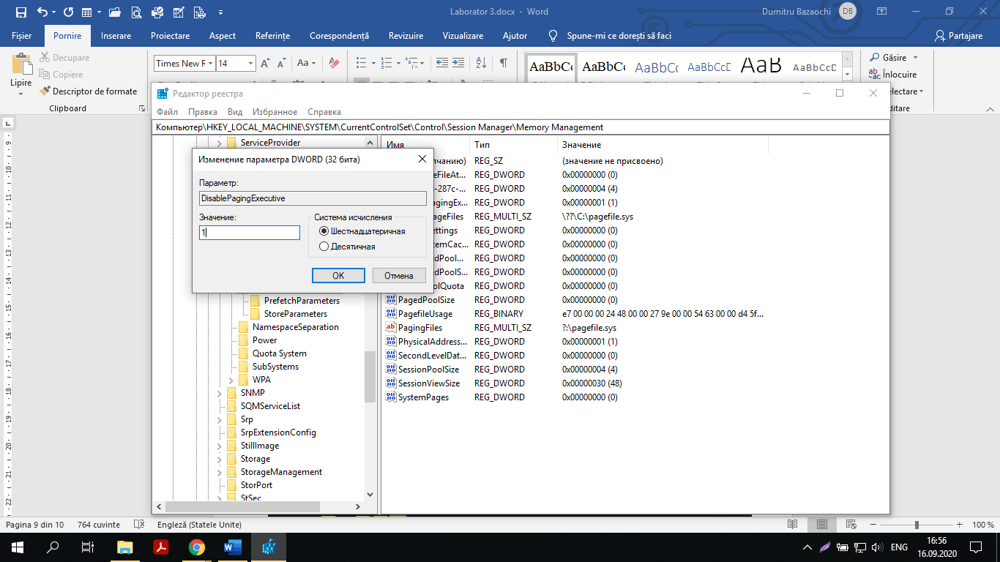 Laborator 3.docx - Word
Dumitru Bazaochi DB
Fișier Pornire Inserare Proiectare Aspect Referințe Corespondență Revizuire Vizualizare Ajutor Spune-mi ce dorești să faci Partajare
Lipire
Decupare
Copiere
Descriptor de formate
Clipboard
Times New R 14 Aa
AaBbCc AaBbCc AaBbCc AaBbCcD AaB AaBbCcD
Găsire
Înlocuire
electare
ditare
Редактор реестра
Файл Правка Вид Избранное Справка
Компьютер\HKEY_LOCAL_MACHINE\SYSTEM\CurrentControlSet\Control\Session Manager\Memory Management
ServiceProvider
Изменение параметра DWORD (32 бита)
Параметр:
DisablePagingExecutive
Значение:
1
Система исчисления
Шестнадцатеричная
Десятичная
OK Отмена
PrefetchParameters
StoreParameters
NamespaceSeparation
Power
Quota System
SubSystems
WPA
SNMP
SQMServiceList
Srp
SrpExtensionConfig
StillImage
Storage
StorageManagement
StorPort
StSec
Имя Тип Значение
лчанию) REG_SZ (значение не присвоено)
eFileAt... REG_DWORD 0x00000000 (0)
-287c-... REG_DWORD 0x00000004 (4)
agingEx... REG_DWORD 0x00000001 (1)
ageFiles REG_MULTI_SZ \??\C:\pagefile.sys
ettings REG_DWORD 0x00000000 (0)
temCac... REG_DWORD 0x00000000 (0)
edPool... REG_DWORD 0x00000000 (0)
edPoolS... REG_DWORD 0x00000000 (0)
olQuota REG_DWORD 0x00000000 (0)
PagedPoolSize REG_DWORD 0x00000000 (0)
PagefileUsage REG_BINARY e7 00 00 00 24 48 00 00 27 9e 00 00 54 63 00 00 d4 5f...
PagingFiles REG_MULTI_SZ ?:\pagefile.sys
PhysicalAddress... REG_DWORD 0x00000001 (1)
SecondLevelDat... REG_DWORD 0x00000000 (0)
SessionPoolSize REG_DWORD 0x00000004 (4)
SessionViewSize REG_DWORD 0x00000030 (48)
SystemPages REG_DWORD 0x00000000 (0)
Pagina 9 din 10 764 cuvinte Engleză (Statele Unite) 100 %
ENG
16:56
16.09.2020